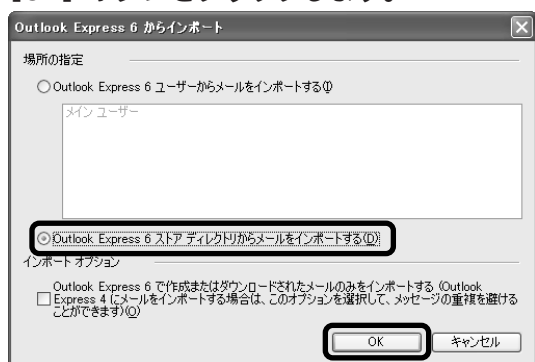 Outlook Express 6 からインポート
場所の指定
Outlook Express 6 ユーザーからメールをインポートする(I)
メイン ユーザー
Outlook Express 6 ストア ディレクトリからメールをインポートする(D)
インポート オプション
Outlook Express 6 で作成またはダウンロードされたメールのみをインポートする (Outlook
Express 4 にメールをインポートする場合は、このオプションを選択して、メッセージの重複を避ける
ことができます)(O)
OK
キャンセル